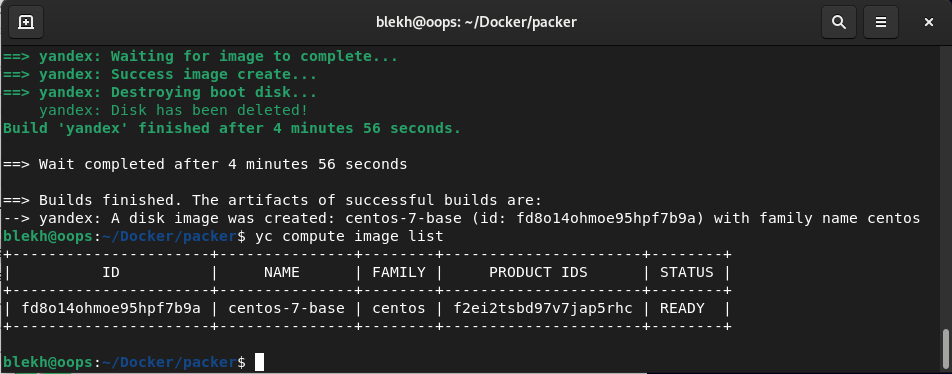 blekh@oops: ~/Docker/packer
==> yandex: Waiting for image to complete...
==> yandex: Success image create...
==> yandex: Destroying boot disk...
    yandex: Disk has been deleted!
Build 'yandex' finished after 4 minutes 56 seconds.
==> Wait completed after 4 minutes 56 seconds
==> Builds finished. The artifacts of successful builds are:
--> yandex: A disk image was created: centos-7-base (id: fd8o14ohmoe95hpf7b9a) with family name centos
blekh@oops:~/Docker/packer$ yc compute image list
+----------------------+---------------+--------+----------------------+--------+
|          ID          |     NAME      | FAMILY |     PRODUCT IDS      | STATUS |
+----------------------+---------------+--------+----------------------+--------+
| fd8o14ohmoe95hpf7b9a | centos-7-base | centos | f2ei2tsbd97v7jap5rhc | READY  |
+----------------------+---------------+--------+----------------------+--------+
blekh@oops:~/Docker/packer$